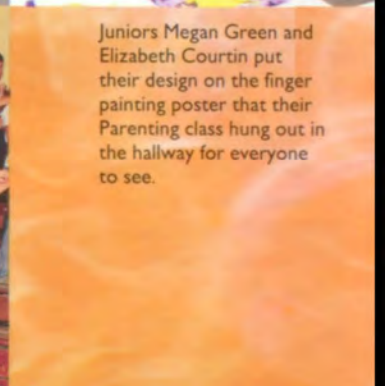 Juniors Megan Green and
Elizabeth Courtin put
their design on the finger
painting poster that their
Parenting class hung out in
the hallway for everyone
to see.